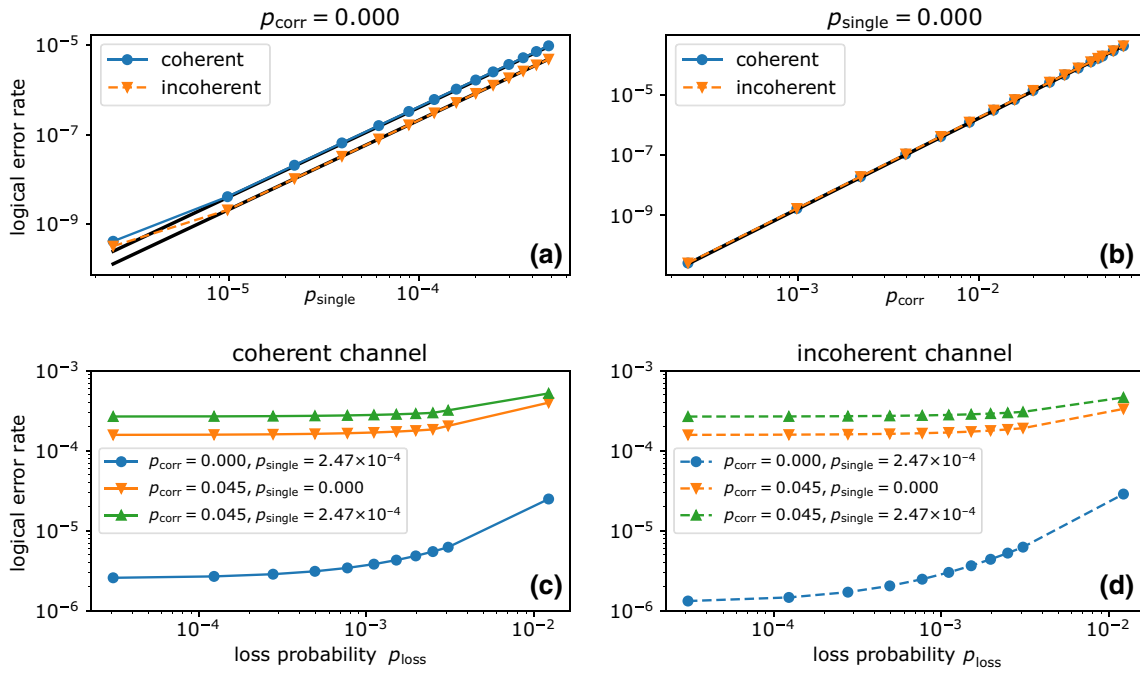 p_corr = 0.000
logical error rate
10⁻⁵
10⁻⁷
10⁻⁹
coherent
incoherent
(a)
10⁻⁵
10⁻⁴
p_single
p_single = 0.000
10⁻⁵
10⁻⁷
10⁻⁹
coherent
incoherent
(b)
10⁻³
10⁻²
p_corr
coherent channel
logical error rate
10⁻³
10⁻⁴
10⁻⁵
10⁻⁶
p_corr = 0.000, p_single = 2.47×10⁻⁴
p_corr = 0.045, p_single = 0.000
p_corr = 0.045, p_single = 2.47×10⁻⁴
(c)
10⁻⁴
10⁻³
10⁻²
loss probability p_loss
incoherent channel
10⁻³
10⁻⁴
10⁻⁵
10⁻⁶
p_corr = 0.000, p_single = 2.47×10⁻⁴
p_corr = 0.045, p_single = 0.000
p_corr = 0.045, p_single = 2.47×10⁻⁴
(d)
10⁻⁴
10⁻³
10⁻²
loss probability p_loss